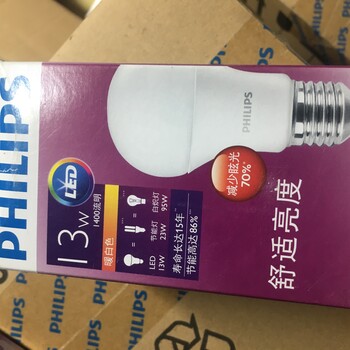 PHILIPS
LED
13W
1400流明
暖白色
LED
13W
节能灯
23W
白炽灯
95W
寿命长达15年
节能高达86%
PHILIPS
减少眩光
70%
舒适亮度
PHILIPS